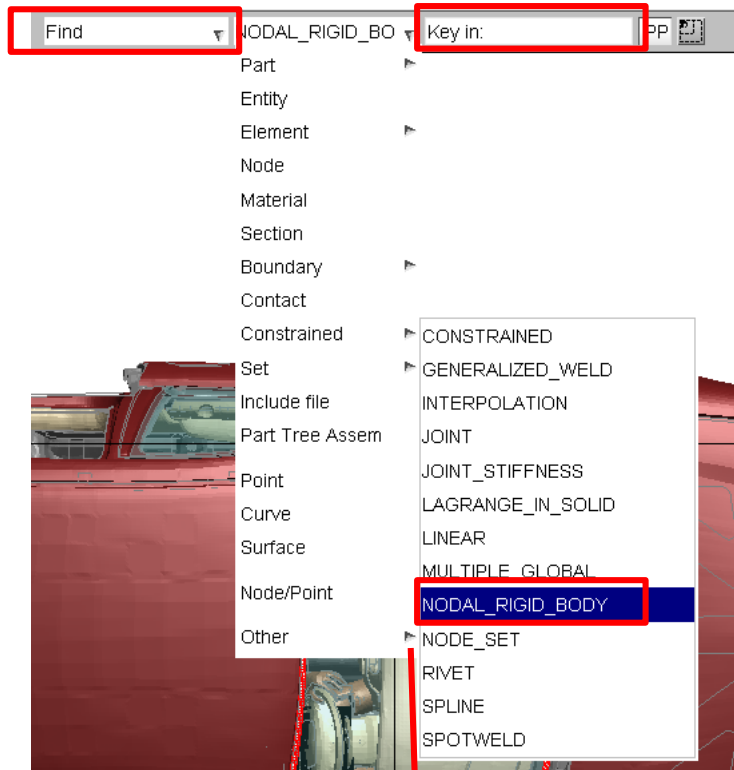 Find NODAL_RIGID_BO Key in: PP
Part
Entity
Element
Node
Material
Section
Boundary
Contact
Constrained
Set
Include file
Part Tree Assem
Point
Curve
Surface
Node/Point
Other
CONSTRAINED
GENERALIZED_WELD
INTERPOLATION
JOINT
JOINT_STIFFNESS
LAGRANGE_IN_SOLID
LINEAR
MULTIPLE_GLOBAL
NODAL_RIGID_BODY
NODE_SET
RIVET
SPLINE
SPOTWELD